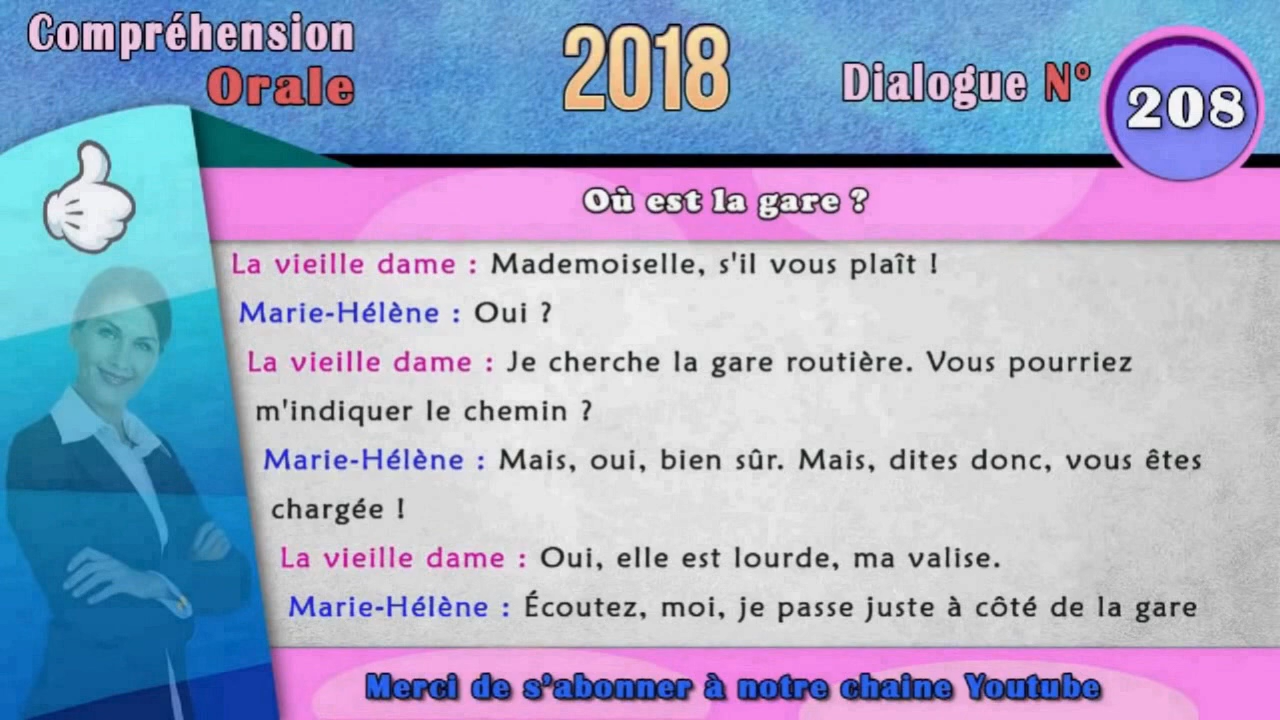 Compréhension
Orale
2018
Dialogue N°
208
Où est la gare ?
La vieille dame : Mademoiselle, s'il vous plaît !
Marie-Hélène : Oui ?
La vieille dame : Je cherche la gare routière. Vous pourriez
m'indiquer le chemin ?
Marie-Hélène : Mais, oui, bien sûr. Mais, dites donc, vous êtes
chargée !
La vieille dame : Oui, elle est lourde, ma valise.
Marie-Hélène : Écoutez, moi, je passe juste à côté de la gare
Merci de s'abonner à notre chaine Youtube